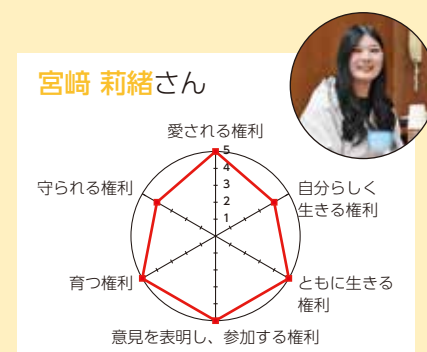 宮﨑 莉緒さん
愛される権利
5
4
3
2
1
守られる権利
自分らしく
生きる権利
育つ権利
ともに生きる
権利
意見を表明し、参加する権利